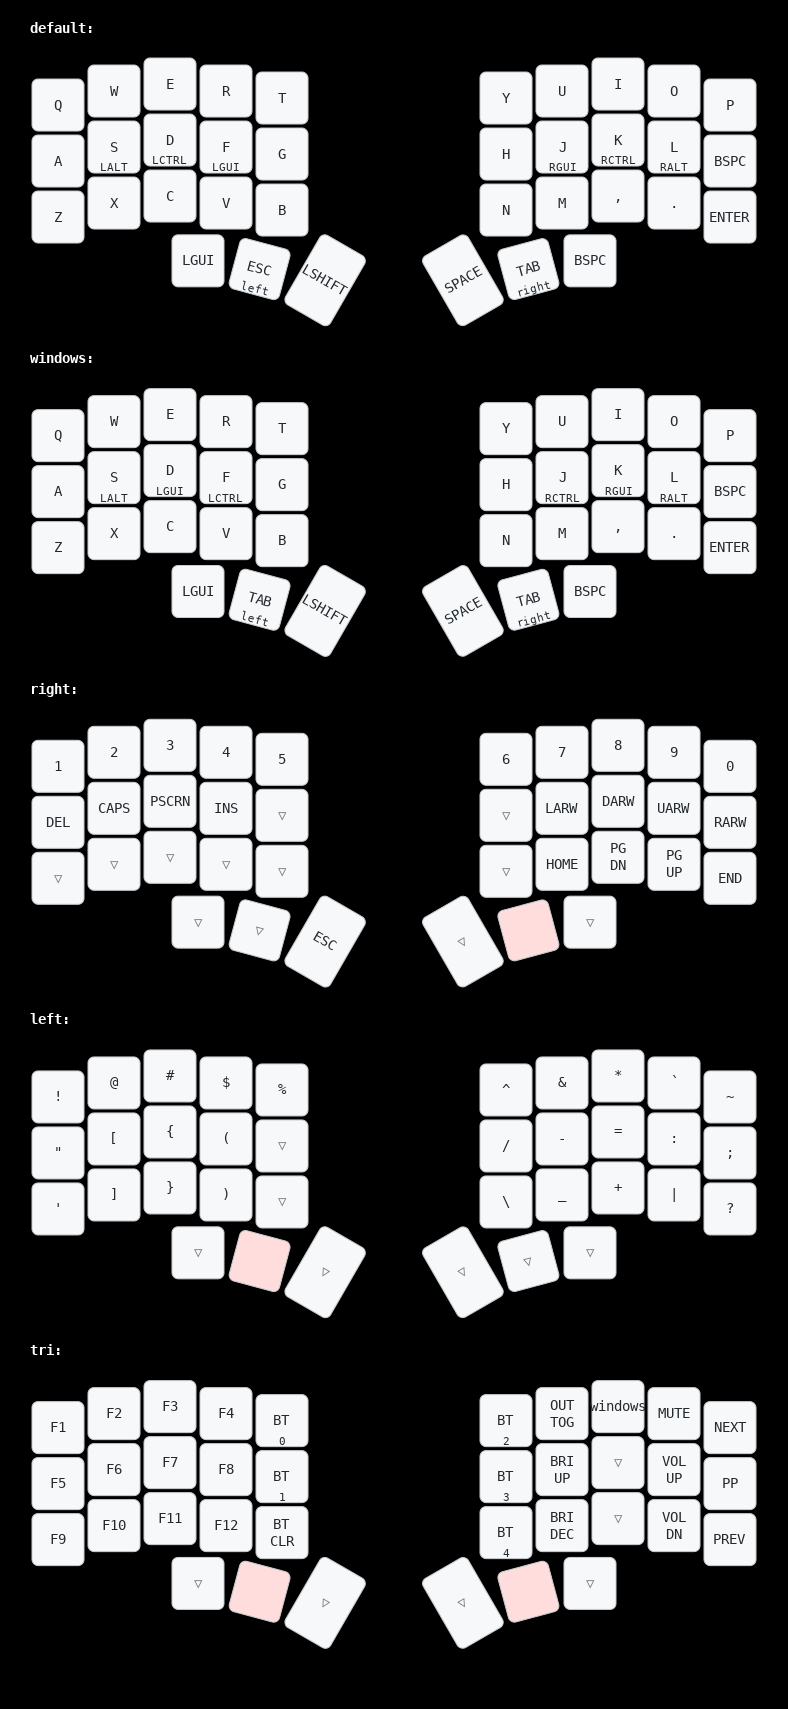 default:
Q W E R T Y U I O P
A S D F G H J K L BSPC
LALT LCTRL LGUI RGUI RCTRL RALT
Z X C V B N M , . ENTER
LGUI ESC LSHIFT SPACE TAB BSPC
left right
windows:
Q W E R T Y U I O P
A S D F G H J K L BSPC
LALT LGUI LCTRL RCTRL RGUI RALT
Z X C V B N M , . ENTER
LGUI TAB LSHIFT SPACE TAB BSPC
left right
right:
1 2 3 4 5 6 7 8 9 0
DEL CAPS PSCRN INS ▽ ▽ LARW DARW UARW RARW
▽ ▽ ▽ ▽ ▽ ▽ HOME PG DN PG UP END
▽ ▽ ESC ▽ ▽
left:
! @ # $ % ^ & * ` ~
" [ { ( ▽ / - = : ;
' ] } ) ▽ \ _ + | ?
▽ ▽ ▽ ▽ ▽
tri:
F1 F2 F3 F4 BT 0 BT 2 OUT TOG windows MUTE NEXT
F5 F6 F7 F8 BT 1 BT 3 BRI UP ▽ VOL UP PP
F9 F10 F11 F12 BT CLR BT 4 BRI DEC ▽ VOL DN PREV
▽ ▽ ▽ ▽